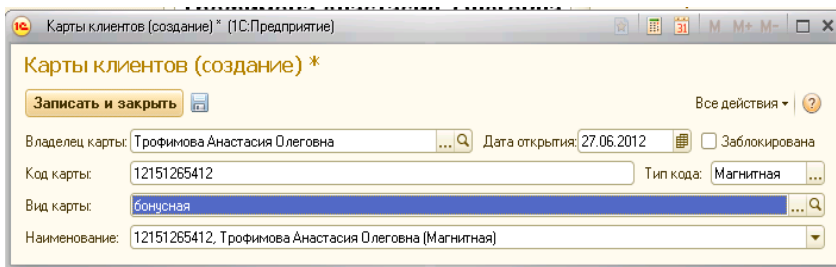 Карты клиентов (создание) * (1С:Предприятие)
M M+ M-
Карты клиентов (создание) *
Записать и закрыть
Все действия
Владелец карты: Трофимова Анастасия Олеговна ... Дата открытия: 27.06.2012 Заблокирована
Код карты: 12151265412 Тип кода: Магнитная ...
Вид карты: бонусная ...
Наименование: 12151265412, Трофимова Анастасия Олеговна (Магнитная)